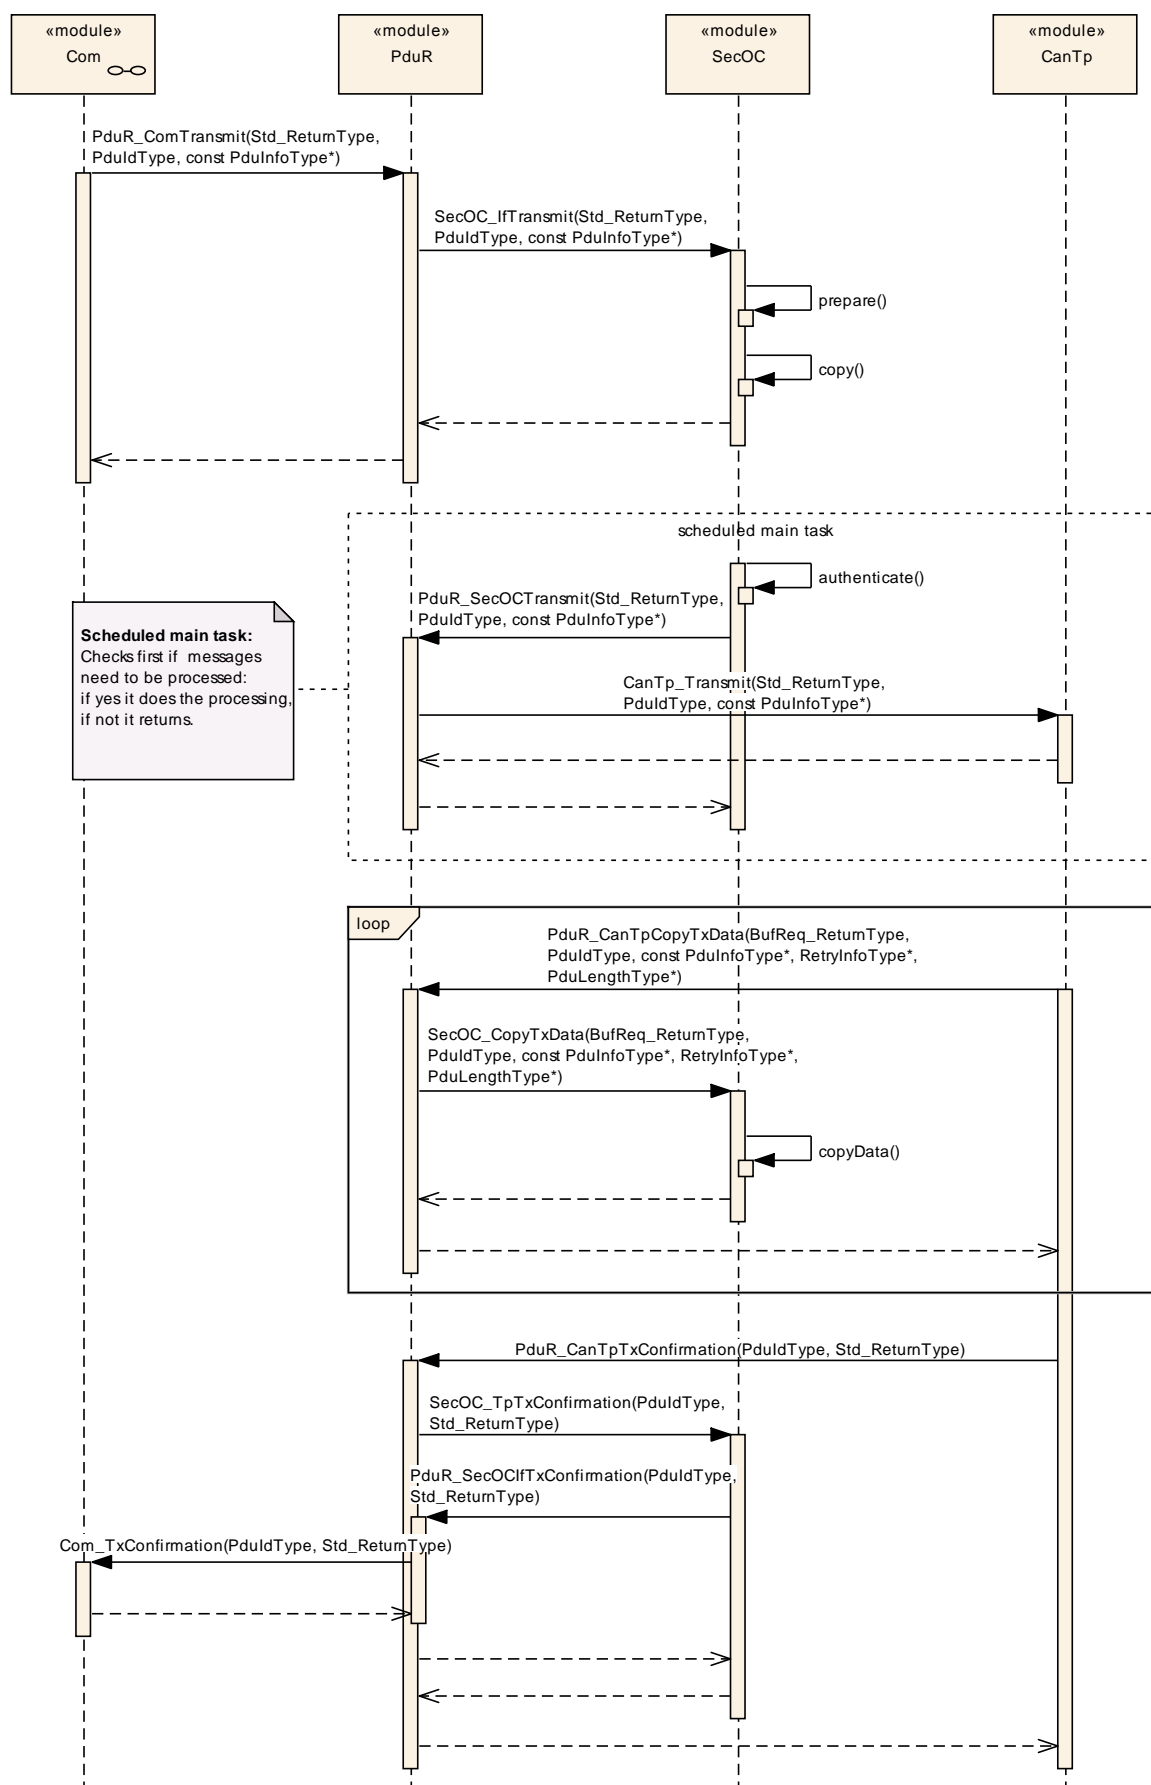 «module»
Com
«module»
PduR
«module»
SecOC
«module»
CanTp
PduR_ComTransmit(Std_ReturnType,
PduIdType, const PduInfoType*)
SecOC_IfTransmit(Std_ReturnType,
PduIdType, const PduInfoType*)
prepare()
copy()
scheduled main task
authenticate()
PduR_SecOCTransmit(Std_ReturnType,
PduIdType, const PduInfoType*)
Scheduled main task:
Checks first if messages
need to be processed:
if yes it does the processing,
if not it returns.
CanTp_Transmit(Std_ReturnType,
PduIdType, const PduInfoType*)
loop
PduR_CanTpCopyTxData(BufReq_ReturnType,
PduIdType, const PduInfoType*, RetryInfoType*,
PduLengthType*)
SecOC_CopyTxData(BufReq_ReturnType,
PduIdType, const PduInfoType*, RetryInfoType*,
PduLengthType*)
copyData()
PduR_CanTpTxConfirmation(PduIdType, Std_ReturnType)
SecOC_TpTxConfirmation(PduIdType,
Std_ReturnType)
PduR_SecOCIfTxConfirmation(PduIdType,
Std_ReturnType)
Com_TxConfirmation(PduIdType, Std_ReturnType)